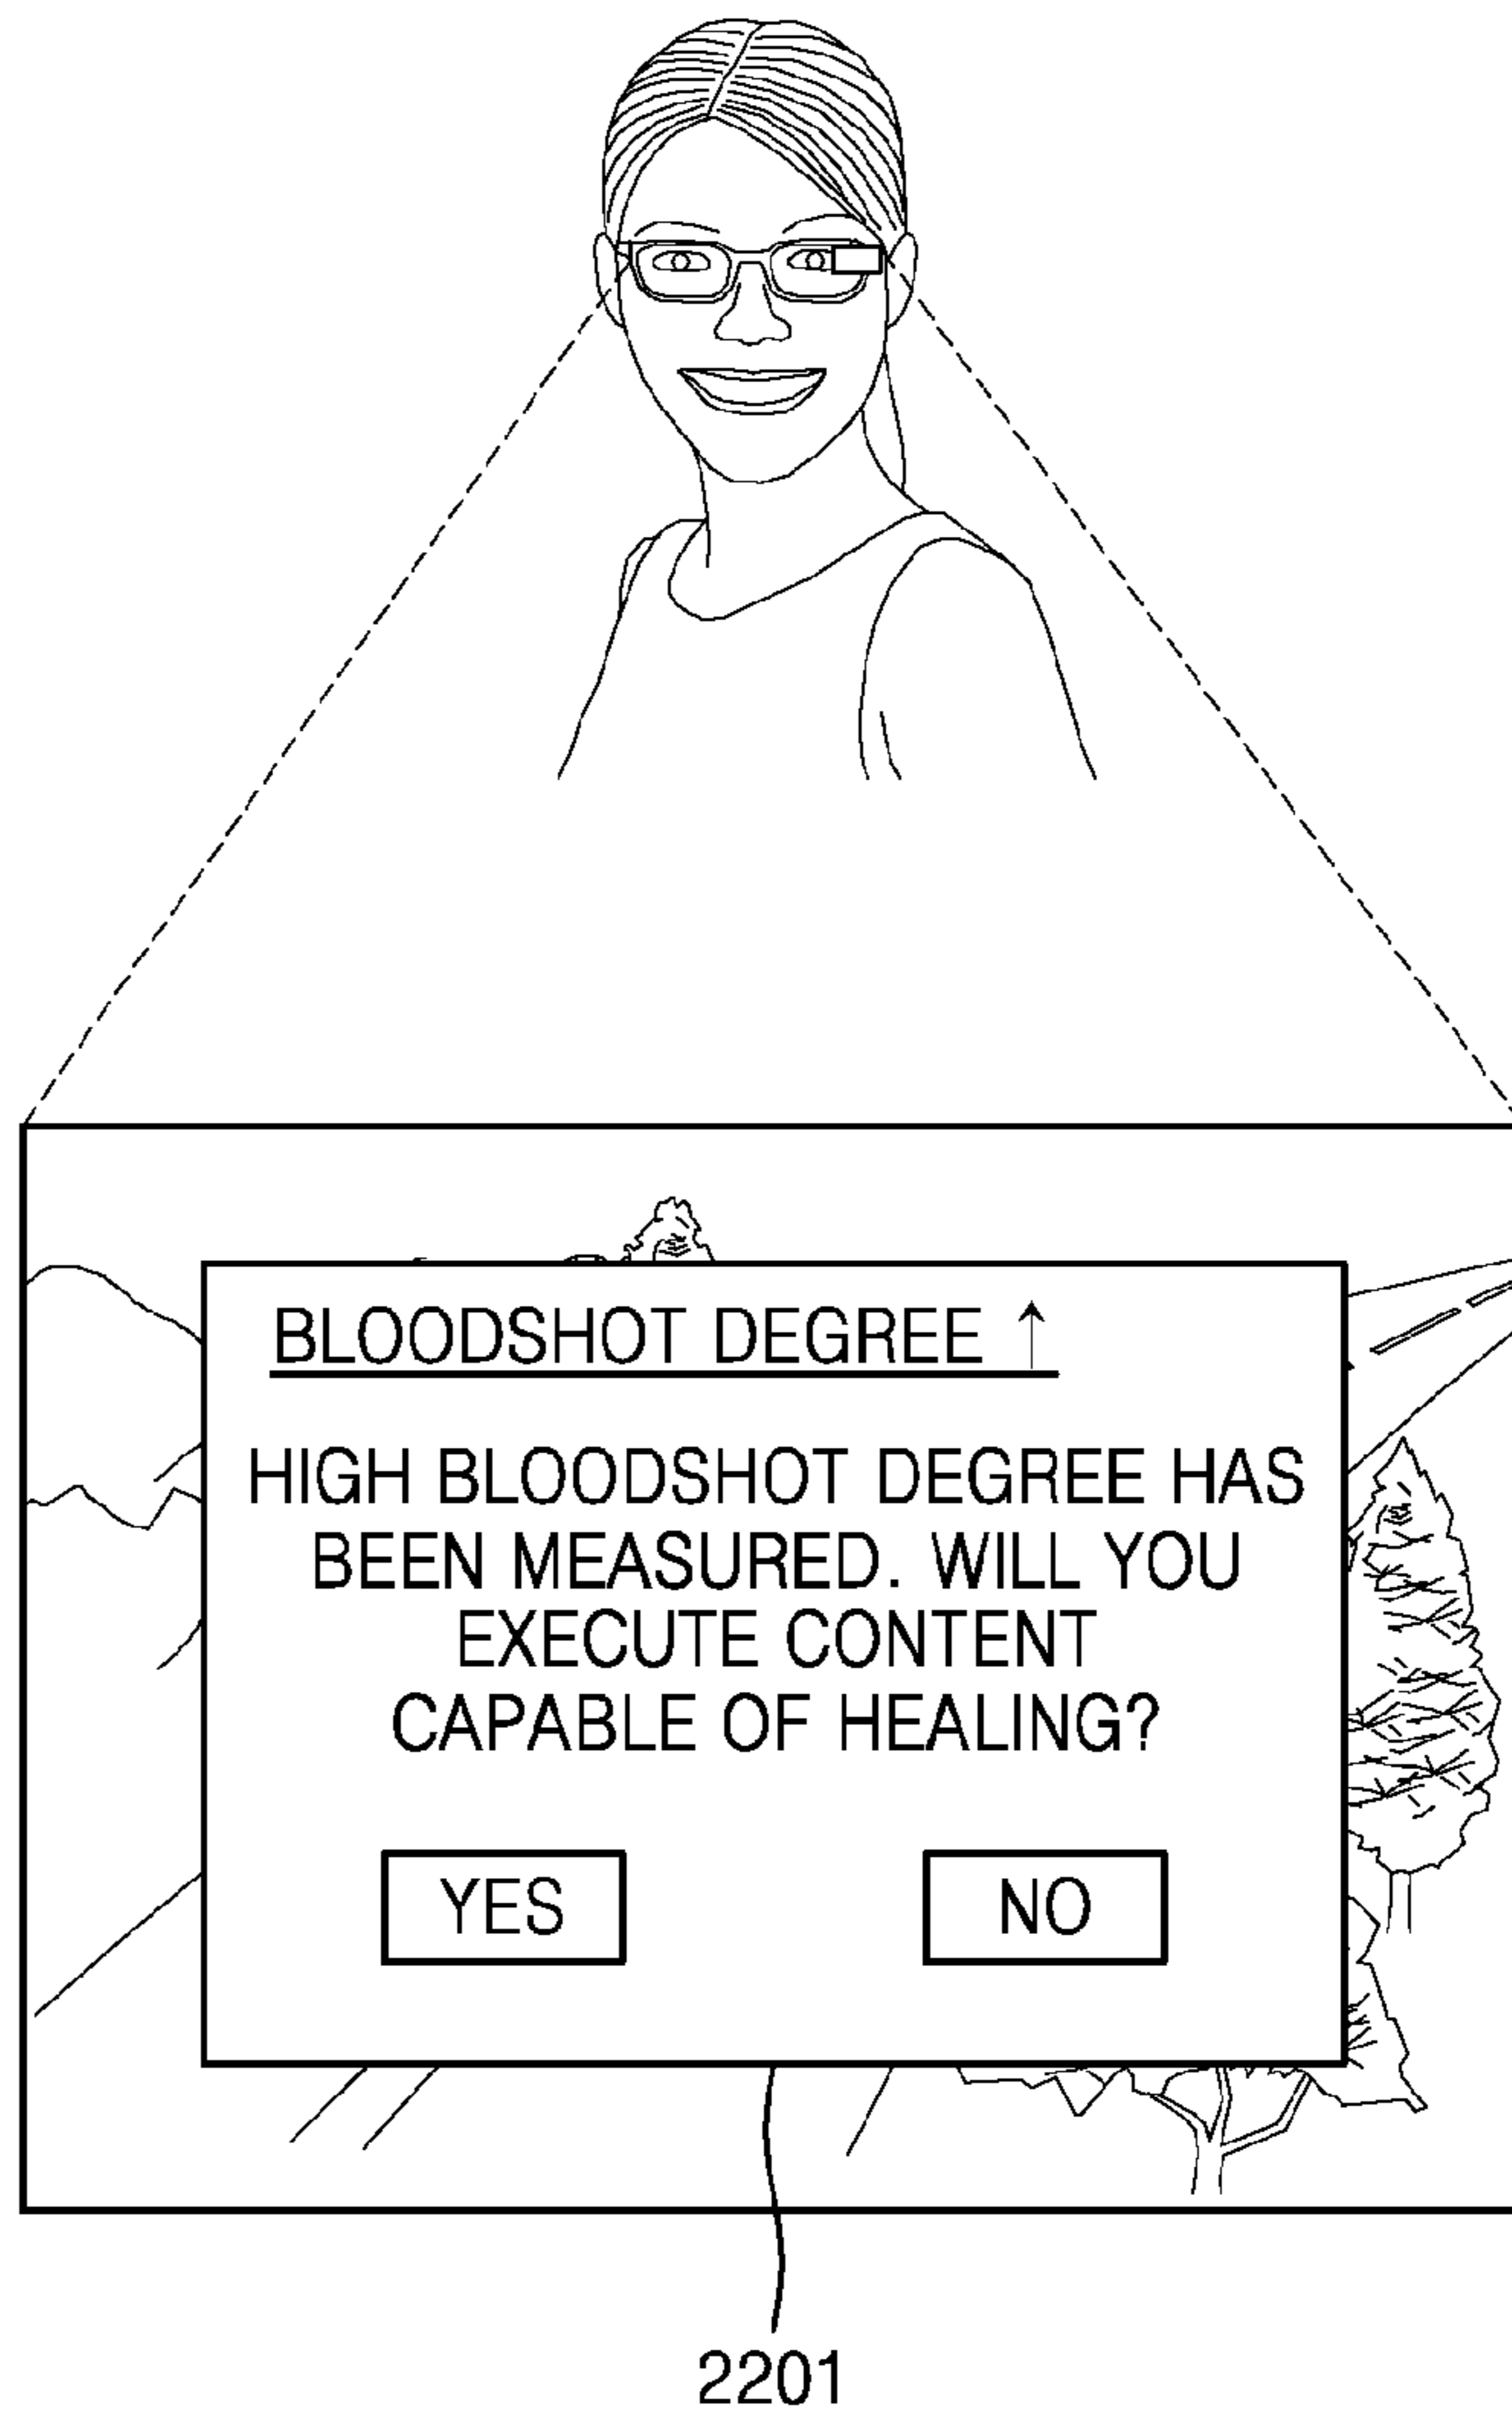 BLOODSHOT DEGREE ↑
HIGH BLOODSHOT DEGREE HAS
BEEN MEASURED. WILL YOU
EXECUTE CONTENT
CAPABLE OF HEALING?
YES NO
2201